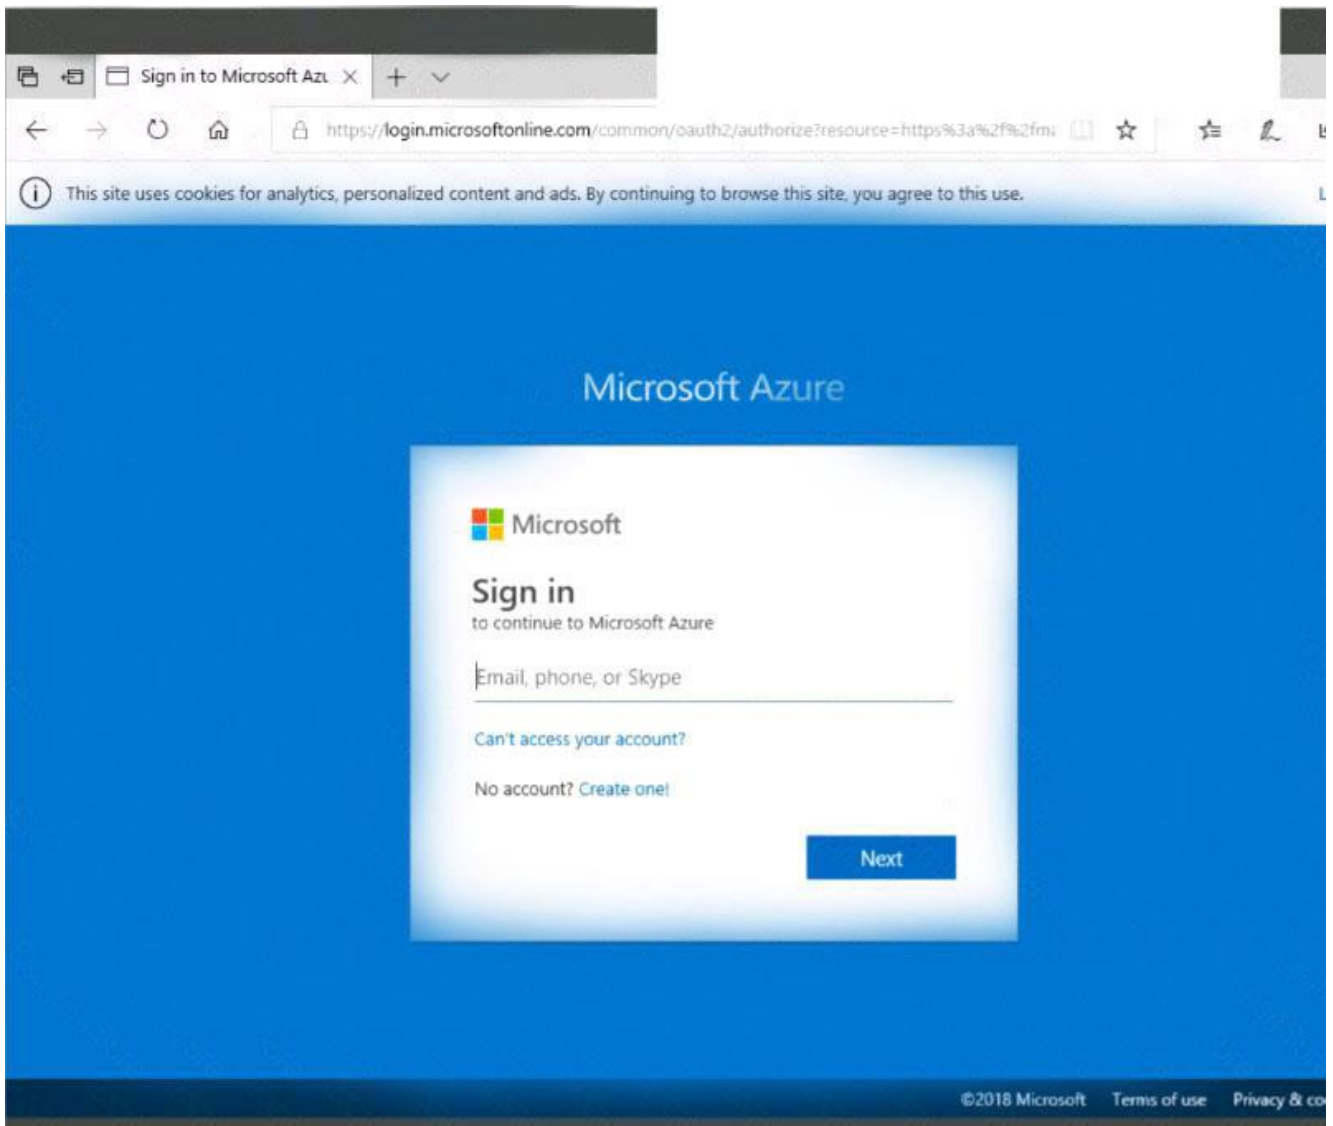 Sign in to Microsoft Azu
https://login.microsoftonline.com/common/oauth2/authorize?resource=https%3a%2f%2fma
This site uses cookies for analytics, personalized content and ads. By continuing to browse this site, you agree to this use.
Microsoft Azure
Microsoft
Sign in
to continue to Microsoft Azure
Email, phone, or Skype
Can't access your account?
No account? Create one!
Next
©2018 Microsoft Terms of use Privacy & co